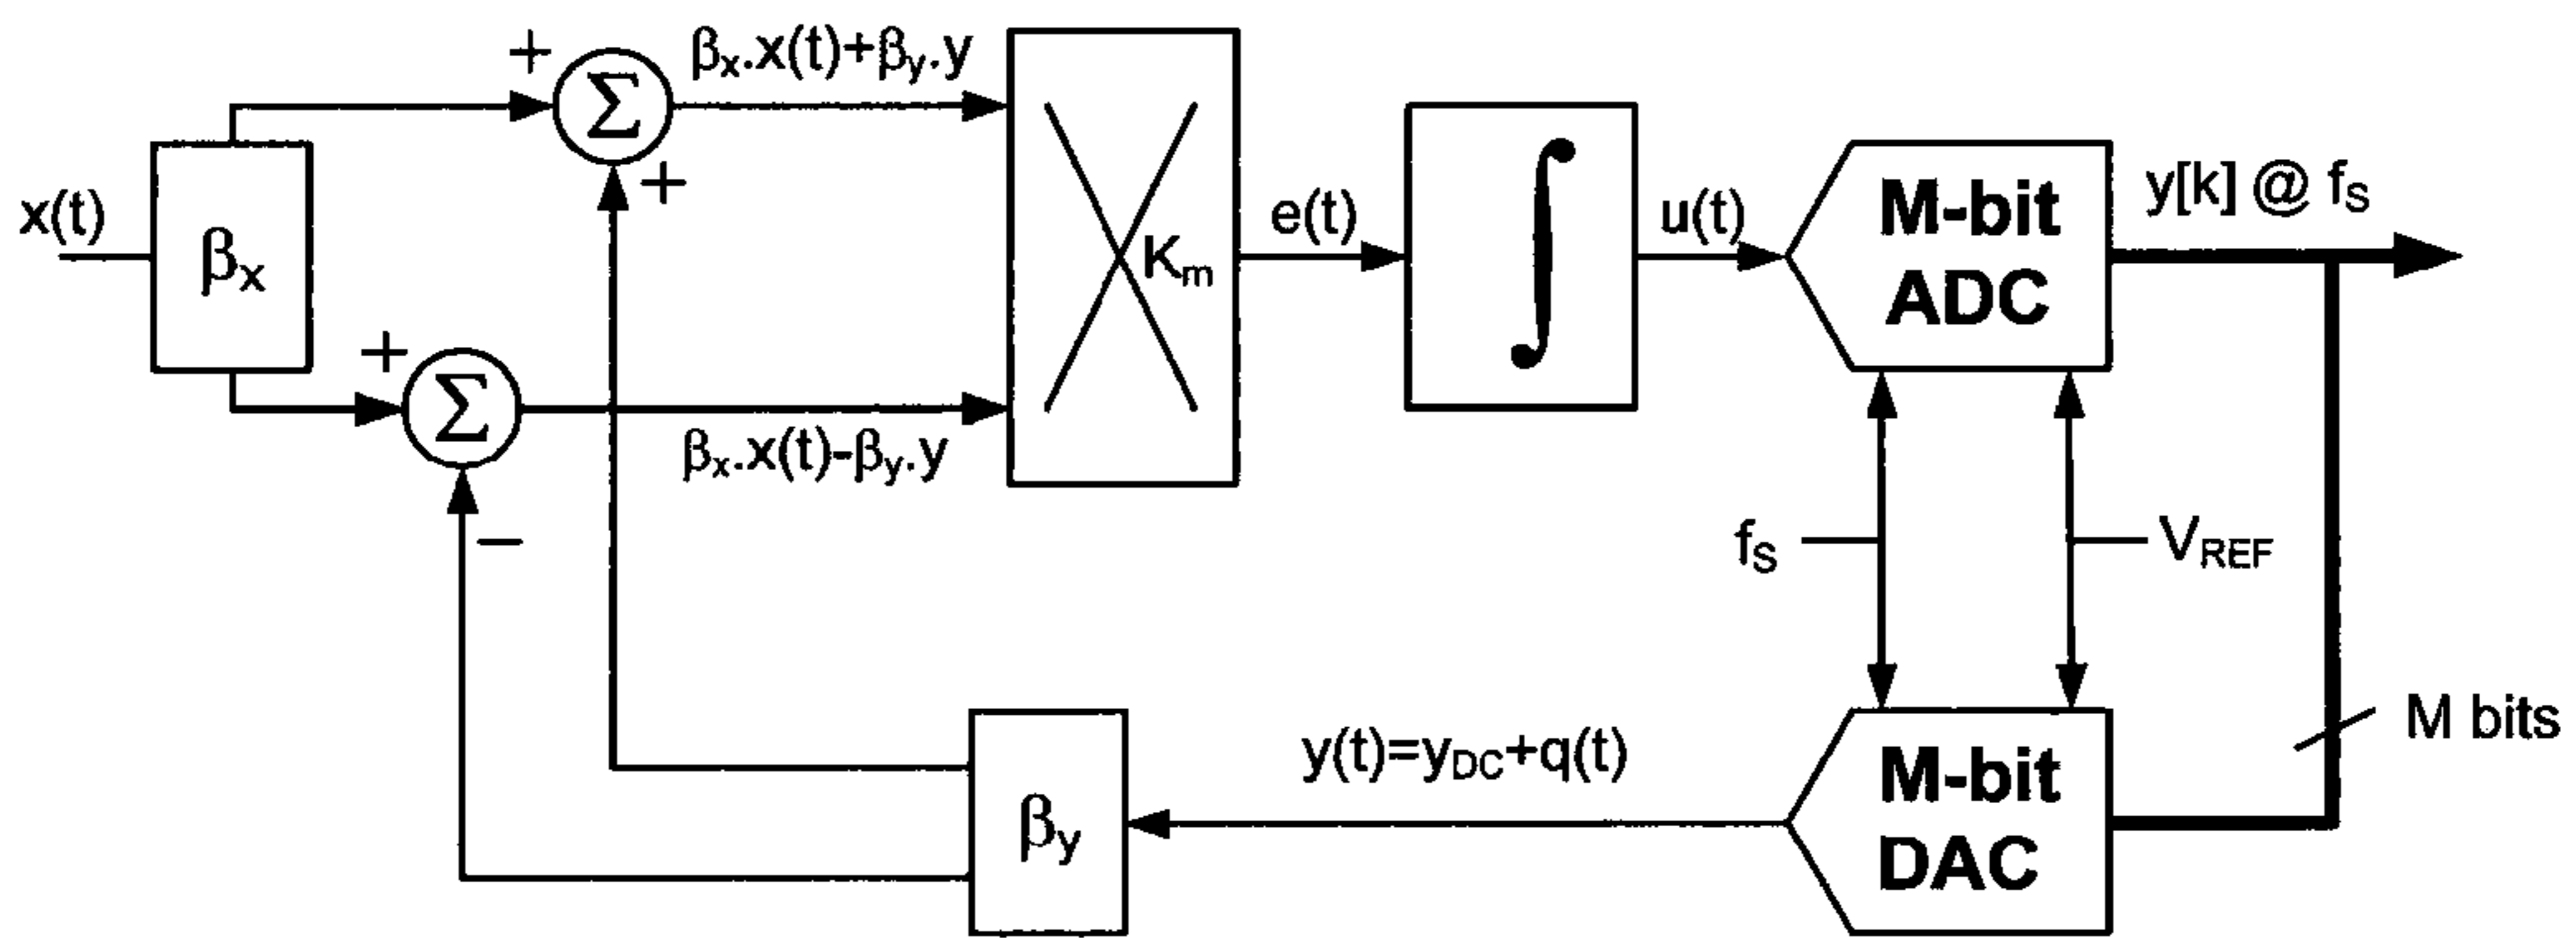 +
βx.x(t)+βy.y
Σ
+
x(t)
βx
Km
e(t)
∫
u(t)
M-bit
ADC
y[k] @ fS
+
Σ
βx.x(t)-βy.y
−
fS
VREF
M bits
y(t)=yDC+q(t)
βy
M-bit
DAC